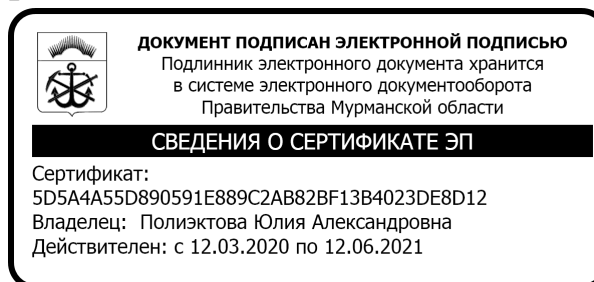 ДОКУМЕНТ ПОДПИСАН ЭЛЕКТРОННОЙ ПОДПИСЬЮ
Подлинник электронного документа хранится
в системе электронного документооборота
Правительства Мурманской области
СВЕДЕНИЯ О СЕРТИФИКАТЕ ЭП
Сертификат:
5D5A4A55D890591E889C2AB82BF13B4023DE8D12
Владелец: Полиэктова Юлия Александровна
Действителен: с 12.03.2020 по 12.06.2021